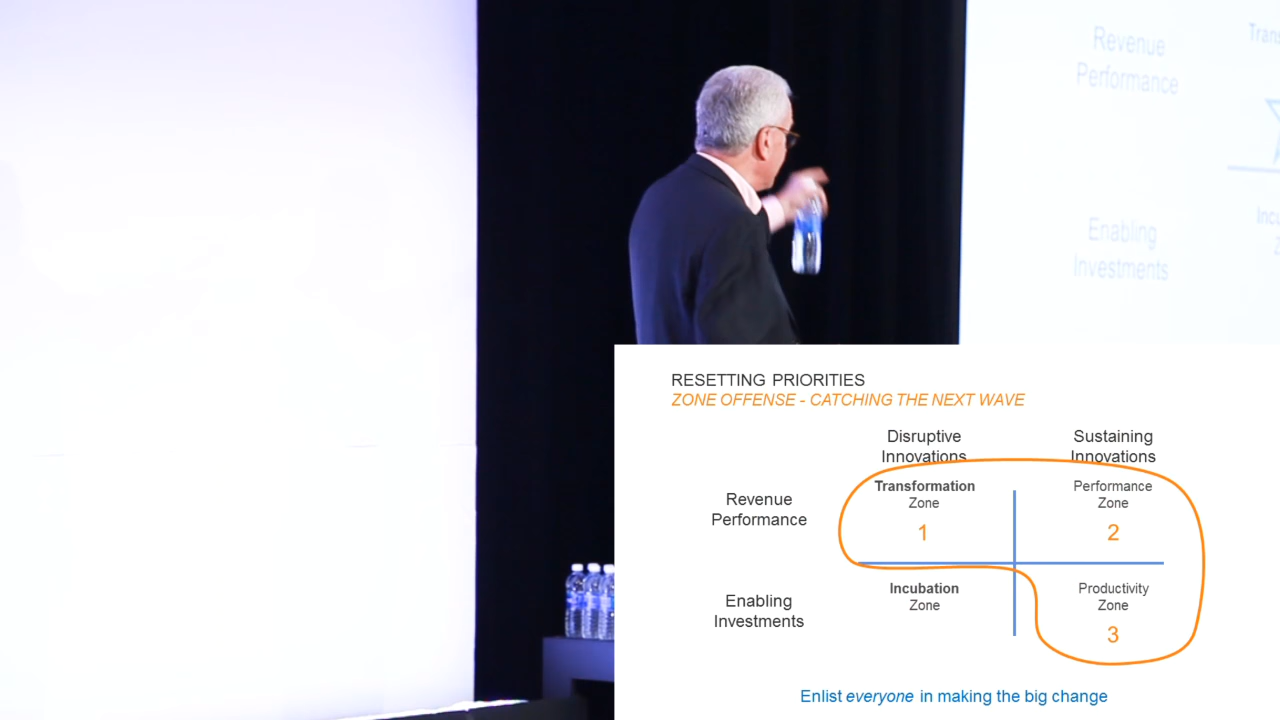 Revenue
Performance
Enabling
Investments
RESETTING PRIORITIES
ZONE OFFENSE - CATCHING THE NEXT WAVE
Disruptive
Innovations
Sustaining
Innovations
Revenue
Performance
Transformation
Zone
1
Performance
Zone
2
Enabling
Investments
Incubation
Zone
Productivity
Zone
3
Enlist everyone in making the big change